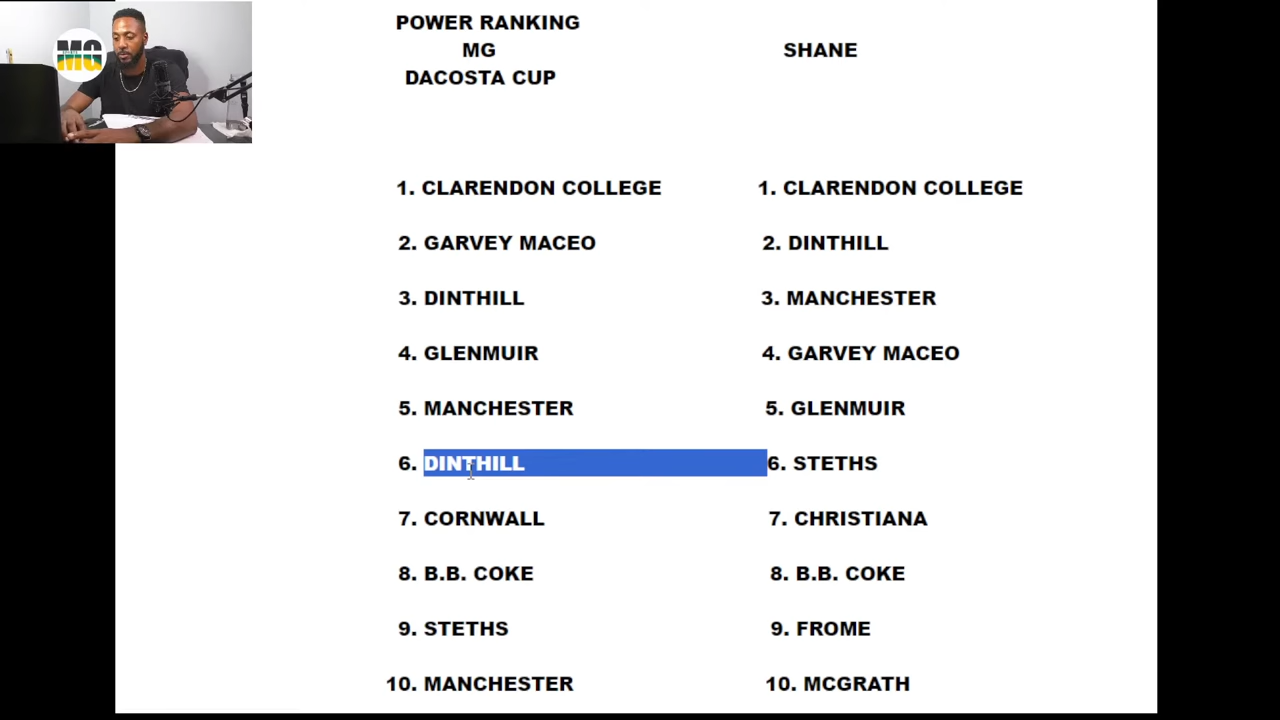 MG
POWER RANKING
MG SHANE
DACOSTA CUP
1. CLARENDON COLLEGE 1. CLARENDON COLLEGE
2. GARVEY MACEO 2. DINTHILL
3. DINTHILL 3. MANCHESTER
4. GLENMUIR 4. GARVEY MACEO
5. MANCHESTER 5. GLENMUIR
6. DINTHILL 6. STETHS
7. CORNWALL 7. CHRISTIANA
8. B.B. COKE 8. B.B. COKE
9. STETHS 9. FROME
10. MANCHESTER 10. MCGRATH